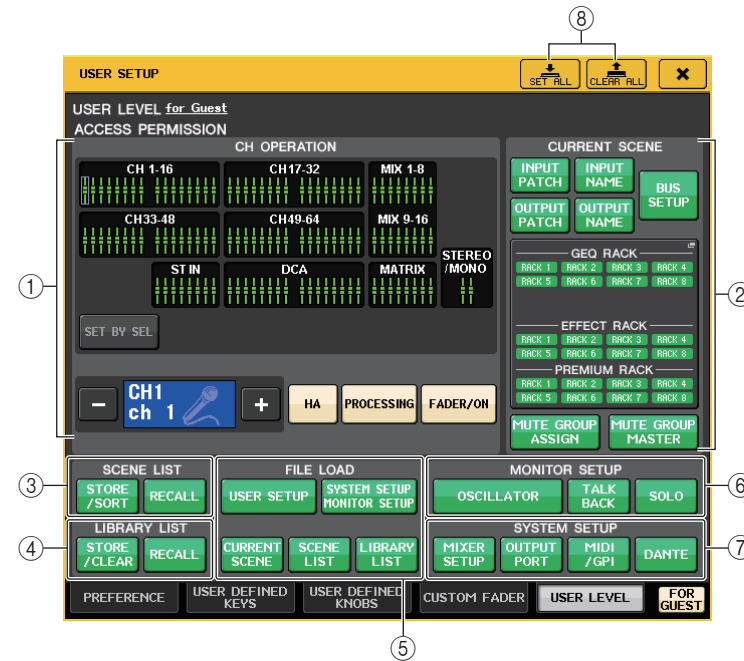 ⑧
USER SETUP
SET ALL
CLEAR ALL
USER LEVEL for Guest
ACCESS PERMISSION
①
CH OPERATION
CH 1-16
CH17-32
MIX 1-8
CH33-48
CH49-64
MIX 9-16
ST IN
DCA
MATRIX
STEREO
/MONO
SET BY SEL
−
CH1
ch 1
+
HA
PROCESSING
FADER/ON
CURRENT SCENE
INPUT
PATCH
INPUT
NAME
BUS
SETUP
OUTPUT
PATCH
OUTPUT
NAME
②
GEQ RACK
RACK 1 RACK 2 RACK 3 RACK 4
RACK 5 RACK 6 RACK 7 RACK 8
EFFECT RACK
RACK 1 RACK 2 RACK 3 RACK 4
RACK 5 RACK 6 RACK 7 RACK 8
PREMIUM RACK
RACK 1 RACK 2 RACK 3 RACK 4
RACK 5 RACK 6 RACK 7 RACK 8
MUTE GROUP
ASSIGN
MUTE GROUP
MASTER
③
SCENE LIST
STORE
/SORT
RECALL
④
LIBRARY LIST
STORE
/CLEAR
RECALL
FILE LOAD
USER SETUP
SYSTEM SETUP
MONITOR SETUP
CURRENT
SCENE
SCENE
LIST
LIBRARY
LIST
⑤
MONITOR SETUP
OSCILLATOR
TALK
BACK
SOLO
⑥
SYSTEM SETUP
MIXER
SETUP
OUTPUT
PORT
MIDI
/GPI
DANTE
⑦
PREFERENCE
USER DEFINED
KEYS
USER DEFINED
KNOBS
CUSTOM FADER
USER LEVEL
FOR
GUEST